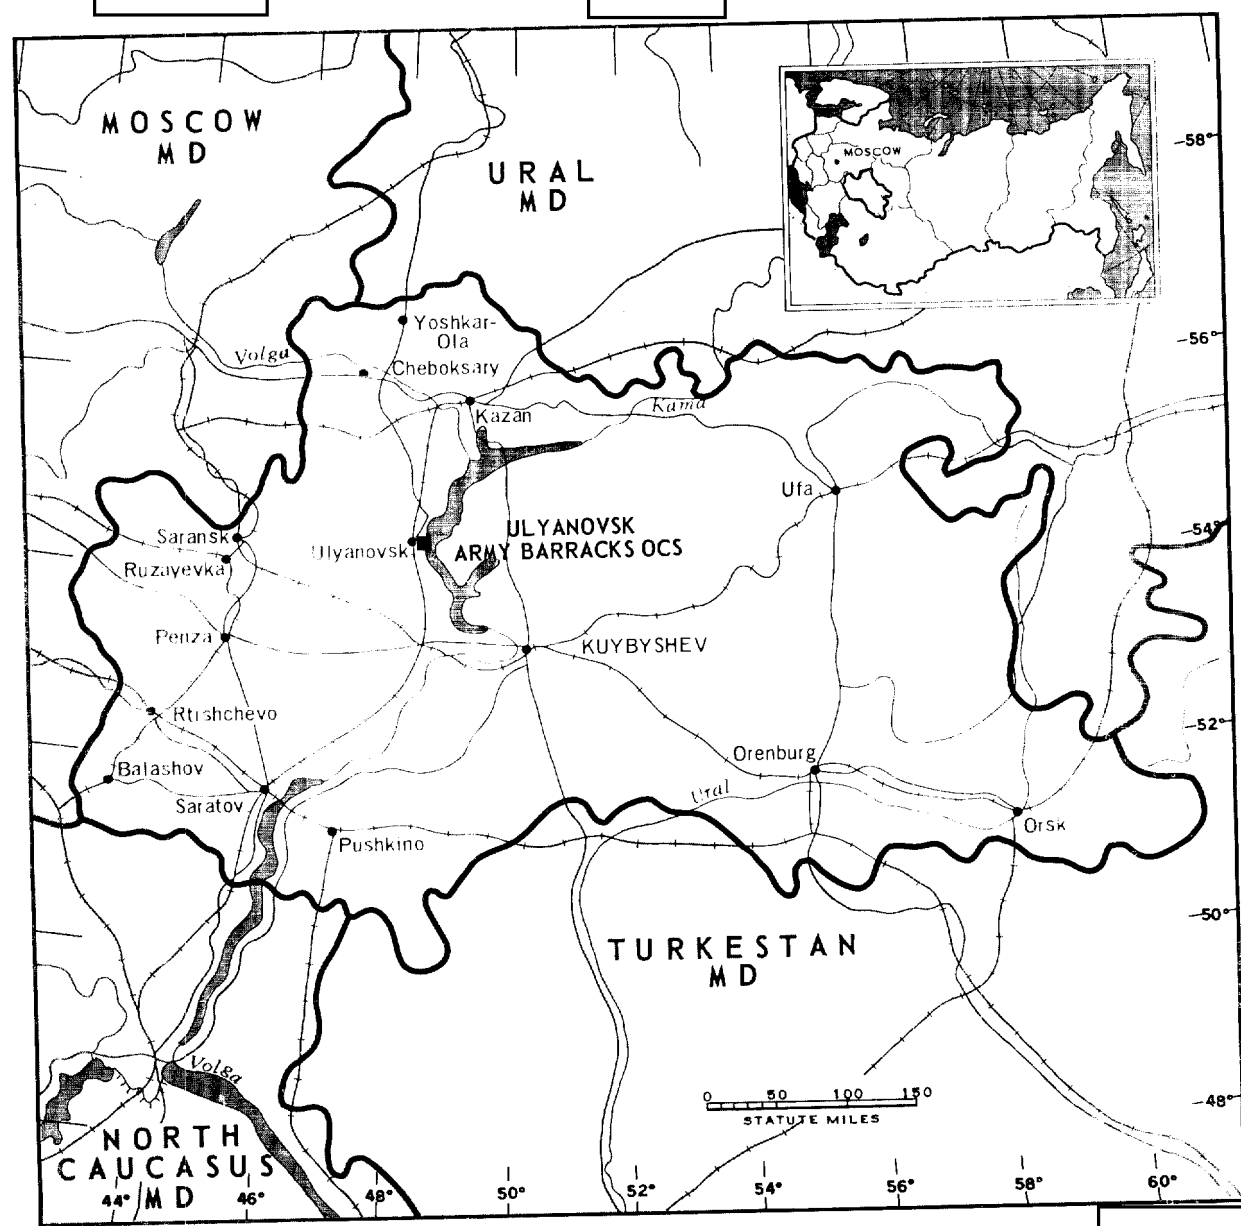 MOSCOW
MD
URAL
MD
MOSCOW
58°
Yoshkar-
Ola
56°
Volga
Cheboksary
Kama
Kazan
Ufa
ULYANOVSK
ARMY BARRACKS OCS
54°
Saransk
Ulyanovsk
Ruzayevka
Penza
KUYBYSHEV
Rtishchevo
52°
Orenburg
Balashov
Saratov
Ural
Orsk
Pushkino
50°
TURKESTAN
MD
Volga
0 50 100 150
STATUTE MILES
48°
NORTH
CAUCASUS
MD
44° 46° 48° 50° 52° 54° 56° 58° 60°